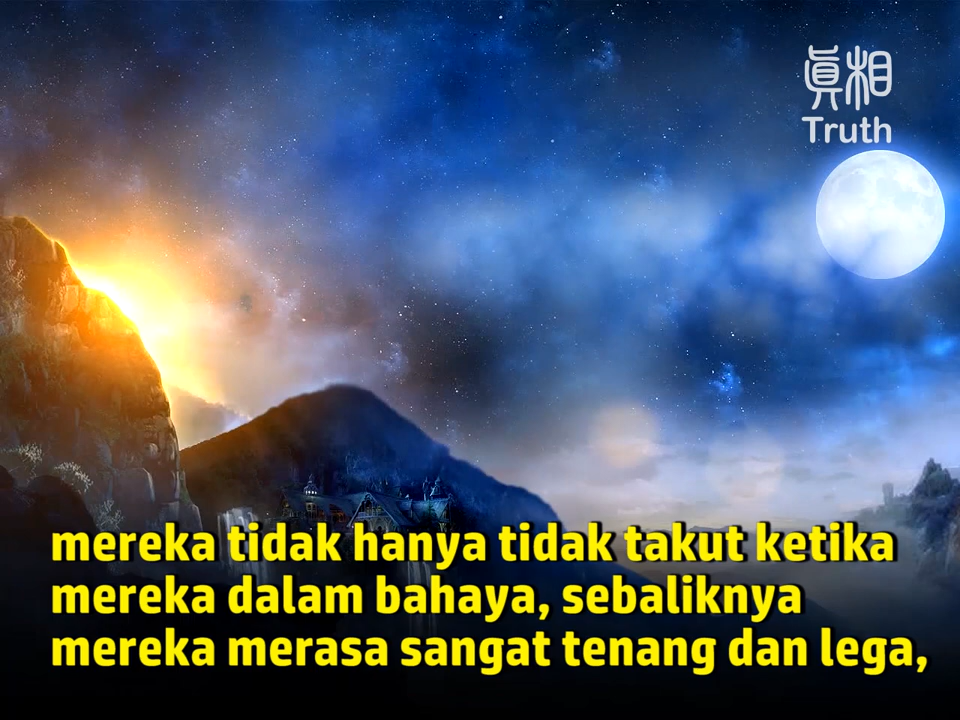 真相
Truth
mereka tidak hanya tidak takut ketika
mereka dalam bahaya, sebaliknya
mereka merasa sangat tenang dan lega,